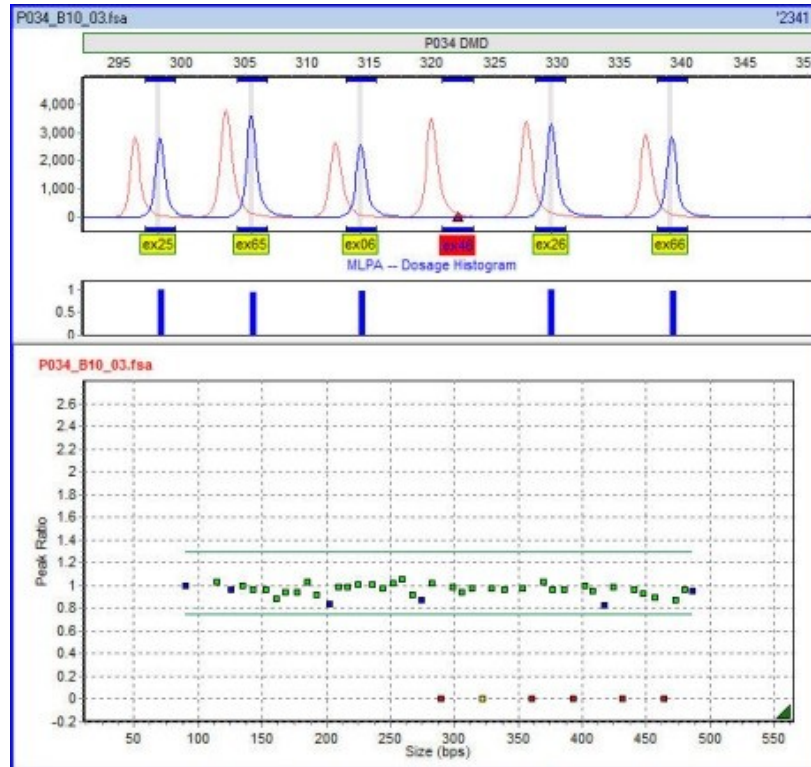 P034_B10_03.fsa '2341
P034 DMD
295 300 305 310 315 320 325 330 335 340 345 35
4,000
3,000
2,000
1,000
0
ex25 ex65 ex06 ex46 ex26 ex66
MLPA -- Dosage Histogram
1
0.5
0
P034_B10_03.fsa
Peak Ratio
2.6
2.4
2.2
2
1.8
1.6
1.4
1.2
1
0.8
0.6
0.4
0.2
0
-0.2
50 100 150 200 250 300 350 400 450 500 550
Size (bps)